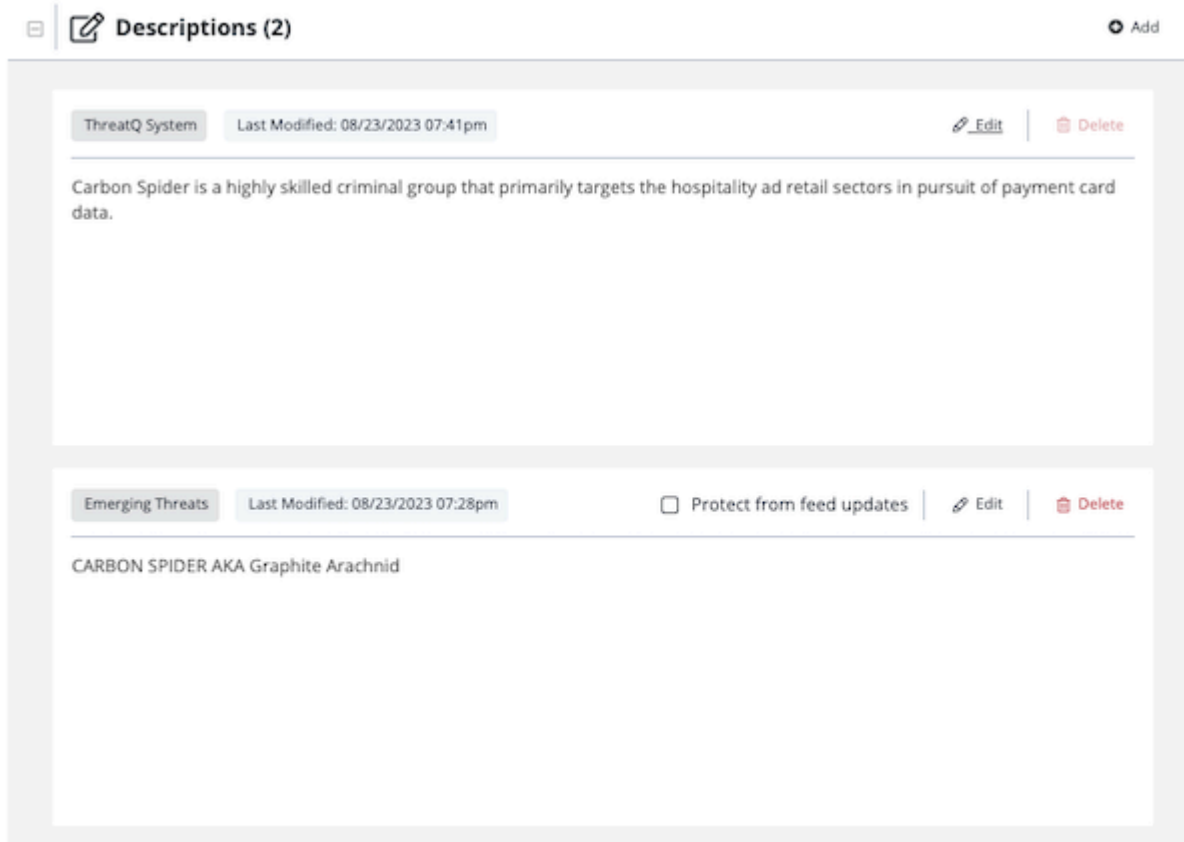 Descriptions (2)
Add
ThreatQ System
Last Modified: 08/23/2023 07:41pm
Edit
Delete
Carbon Spider is a highly skilled criminal group that primarily targets the hospitality ad retail sectors in pursuit of payment card
data.
Emerging Threats
Last Modified: 08/23/2023 07:28pm
Protect from feed updates
Edit
Delete
CARBON SPIDER AKA Graphite Arachnid